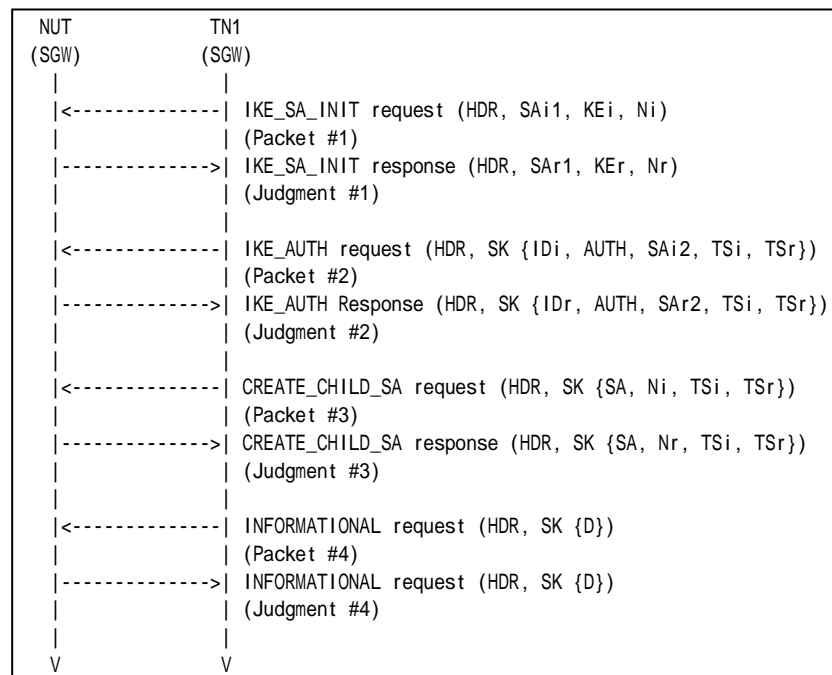 NUT                 TN1
(SGW)              (SGW)
  |                 |
  |<--------------| IKE_SA_INIT request (HDR, SAi1, KEi, Ni)
  |                 | (Packet #1)
  |-------------->| IKE_SA_INIT response (HDR, SAr1, KEr, Nr)
  |                 | (Judgment #1)
  |                 |
  |<--------------| IKE_AUTH request (HDR, SK {IDi, AUTH, SAi2, TSi, TSr})
  |                 | (Packet #2)
  |-------------->| IKE_AUTH Response (HDR, SK {IDr, AUTH, SAr2, TSi, TSr})
  |                 | (Judgment #2)
  |                 |
  |<--------------| CREATE_CHILD_SA request (HDR, SK {SA, Ni, TSi, TSr})
  |                 | (Packet #3)
  |-------------->| CREATE_CHILD_SA response (HDR, SK {SA, Nr, TSi, TSr})
  |                 | (Judgment #3)
  |                 |
  |<--------------| INFORMATIONAL request (HDR, SK {D})
  |                 | (Packet #4)
  |-------------->| INFORMATIONAL request (HDR, SK {D})
  |                 | (Judgment #4)
  |                 |
  V                 V